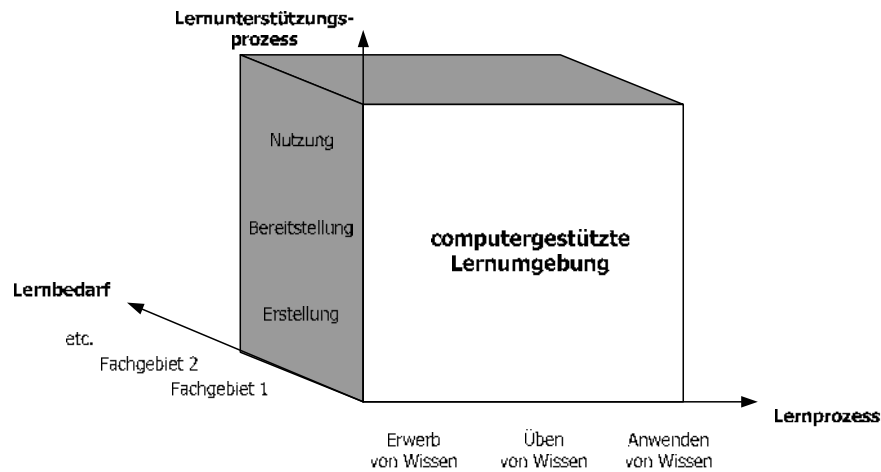 Lernunterstützungs-
prozess
Nutzung
Bereitstellung
Erstellung
computergestützte
Lernumgebung
Lernbedarf
etc.
Fachgebiet 2
Fachgebiet 1
Lernprozess
Erwerb
von Wissen
Üben
von Wissen
Anwenden
von Wissen